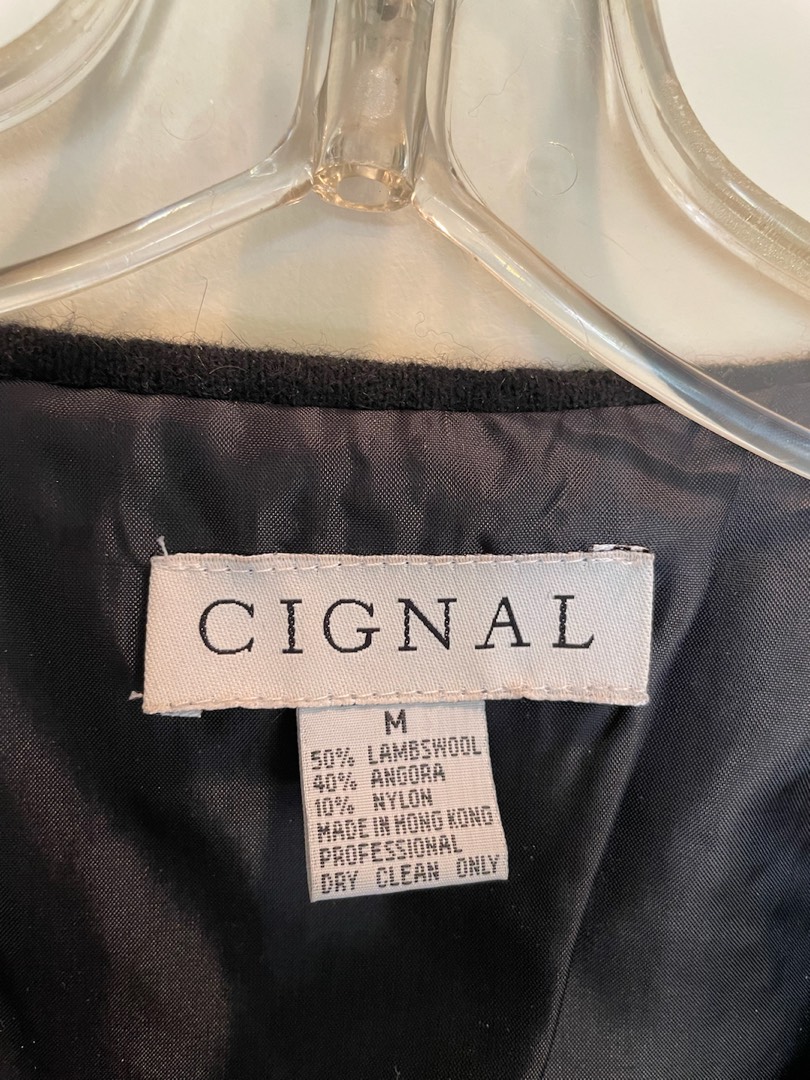 CIGNAL
M
50% LAMBSWOOL
40% ANGORA
10% NYLON
MADE IN HONG KONG
PROFESSIONAL
DRY CLEAN ONLY